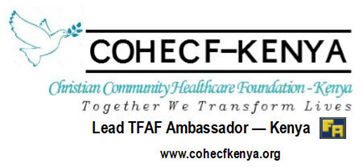 COHECF-KENYA
Christian Community Healthcare Foundation - Kenya
Together We Transform Lives
Lead TFAF Ambassador — Kenya FA
www.cohecfkenya.org